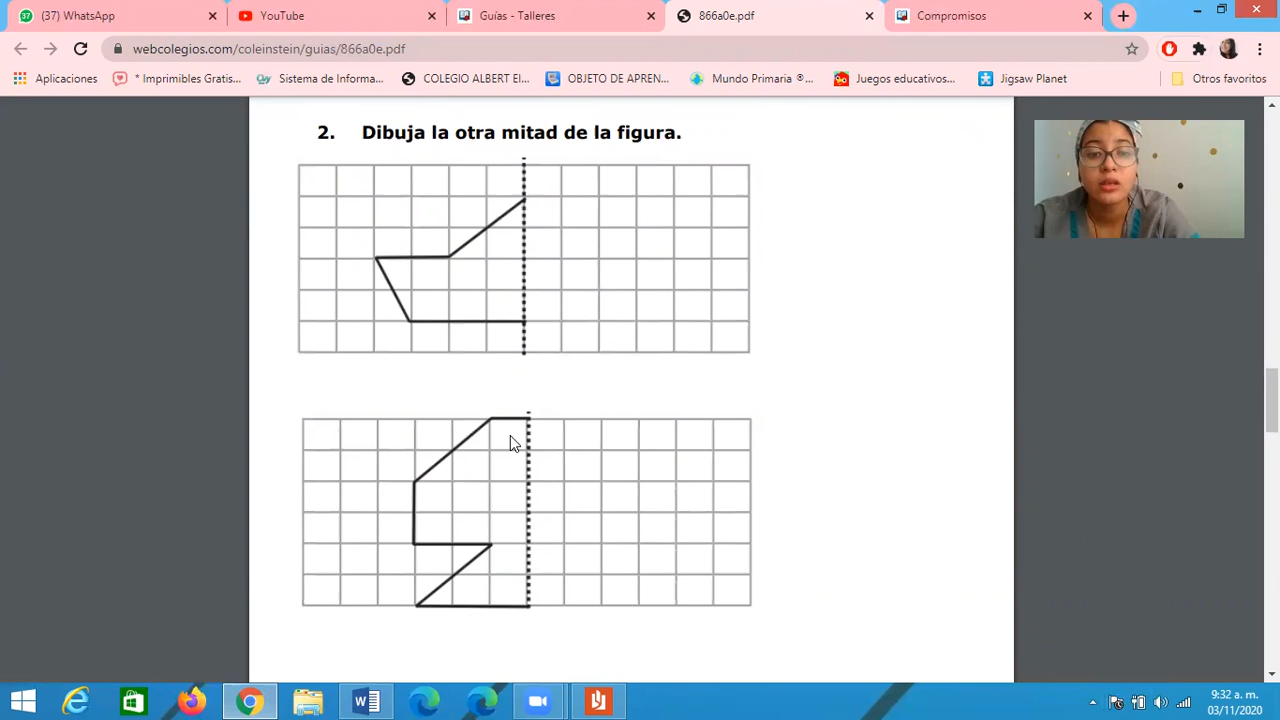 (37) WhatsApp
YouTube
Guías - Talleres
866a0e.pdf
Compromisos
webcolegios.com/coleinstein/guias/866a0e.pdf
Aplicaciones
* Imprimibles Gratis...
Sistema de Informa...
COLEGIO ALBERT EI...
OBJETO DE APREN...
Mundo Primaria ®...
Juegos educativos...
Jigsaw Planet
Otros favoritos
2. Dibuja la otra mitad de la figura.
9:32 a. m.
03/11/2020